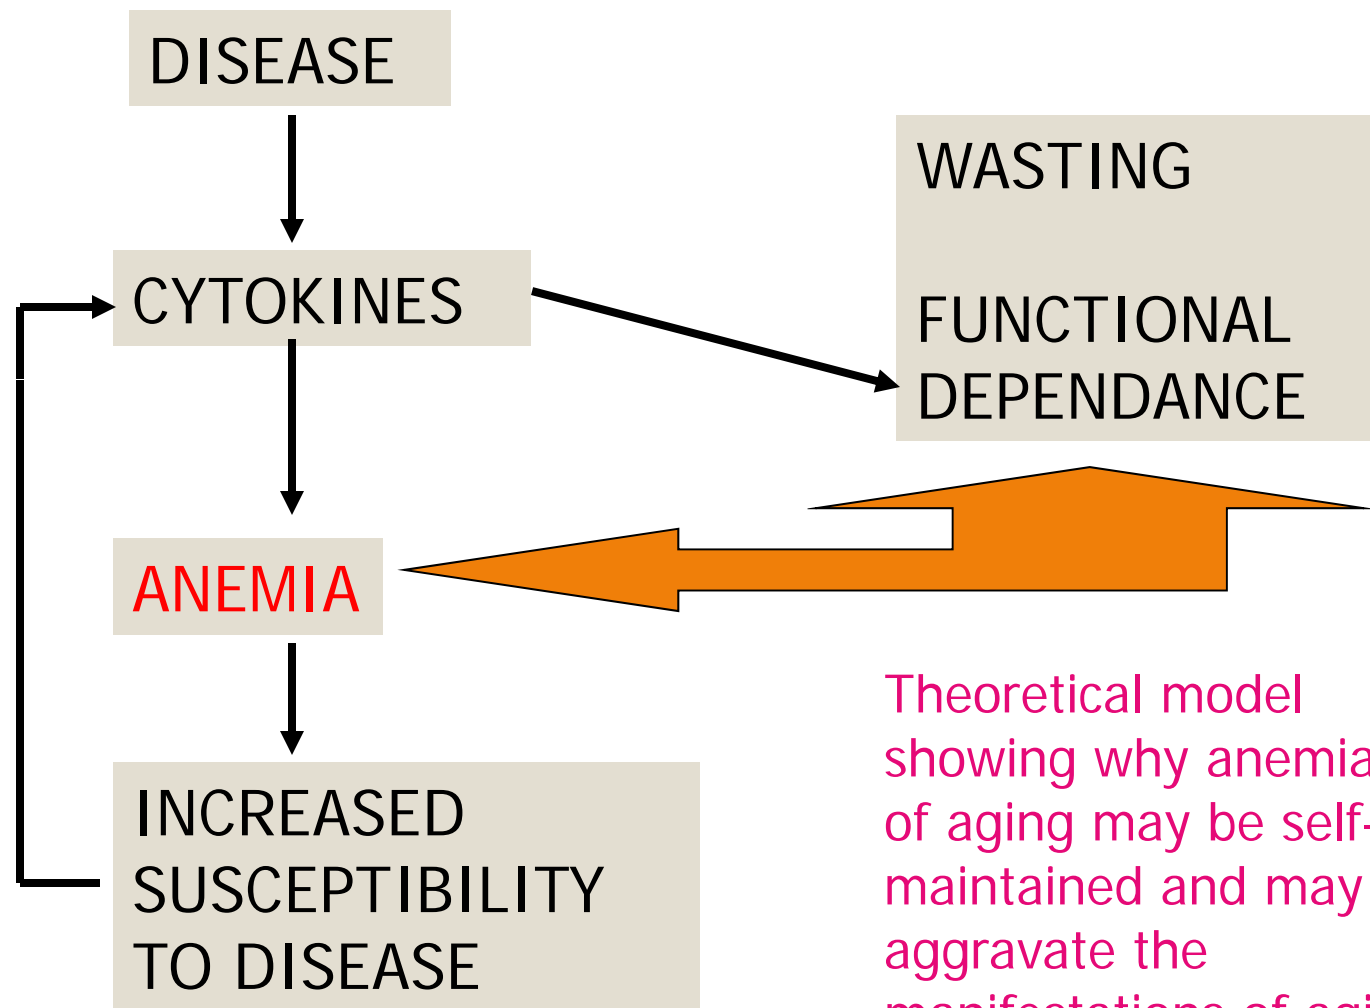 DISEASE
CYTOKINES
ANEMIA
INCREASED
SUSCEPTIBILITY
TO DISEASE
WASTING
FUNCTIONAL
DEPENDANCE
Theoretical model
showing why anemia
of aging may be self-
maintained and may
aggravate the